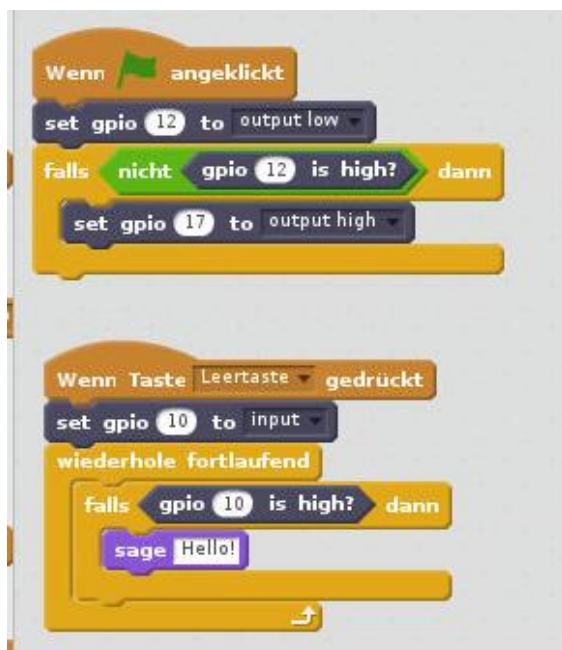 Wenn angeklickt
set gpio 12 to output low
falls nicht gpio 12 is high? dann
set gpio 17 to output high
Wenn Taste Leertaste gedrückt
set gpio 10 to input
wiederhole fortlaufend
falls gpio 10 is high? dann
sage Hello!